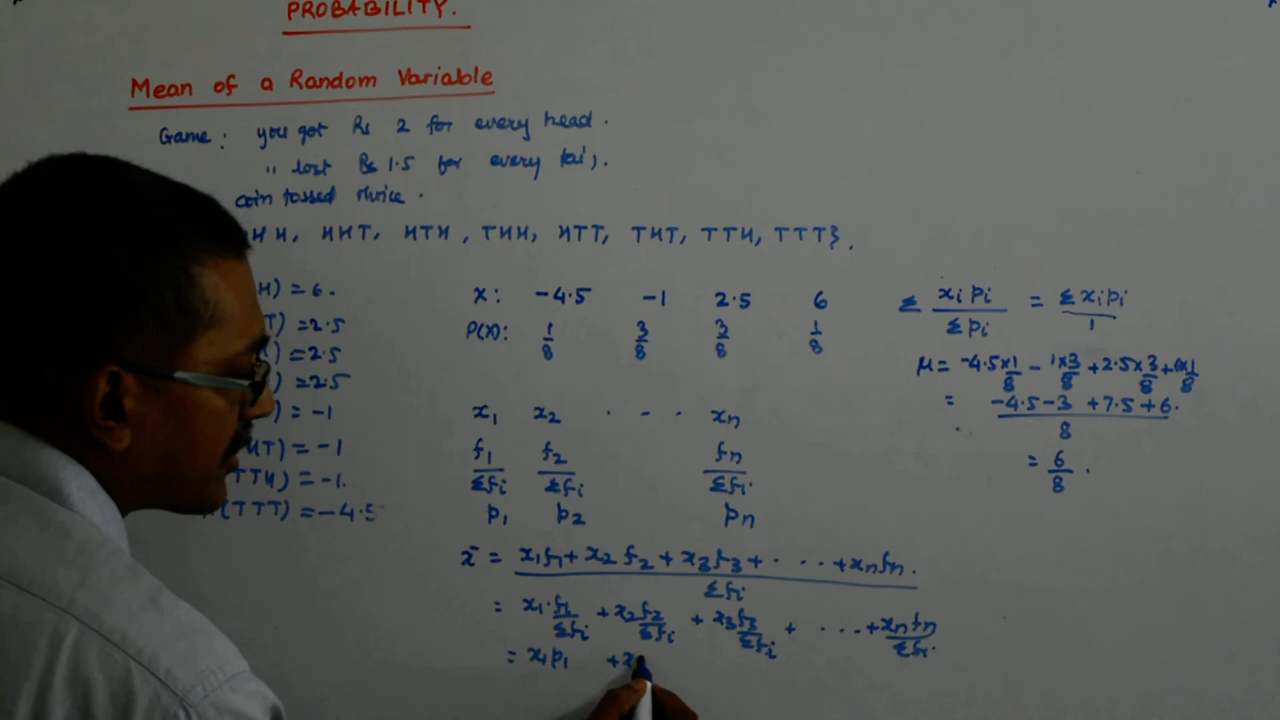 PROBABILITY.
Mean of a Random Variable
Game: you get Rs 2 for every head.
" lost Rs 1.5 for every tail.
coin tossed thrice.
HH, HHT, HTH, THH, HTT, THT, TTH, TTT}.
H) = 6.
T) = 2.5
) = 2.5
) = 2.5
) = -1
HT) = -1
TTH) = -1.
(TTT) = -4.5
X: -4.5 -1 2.5 6
P(X): 1/8 3/8 3/8 1/8
x₁ x₂ . - - . xₙ
f₁/Σfᵢ f₂/Σfᵢ fₙ/Σfᵢ
p₁ p₂ pₙ
x̄ = x₁f₁ + x₂f₂ + x₃f₃ + . . . + xₙfₙ. / Σfᵢ
= x₁.f₁/Σfᵢ + x₂f₂/Σfᵢ + x₃f₃/Σfᵢ + . . . . + xₙfₙ/Σfᵢ.
= x₁p₁ + x
Σ xᵢpᵢ/Σpᵢ = Σxᵢpᵢ/1
μ = -4.5×1/8 - 1×3/8 + 2.5×3/8 + 6×1/8
= -4.5-3+7.5+6. / 8
= 6/8 .